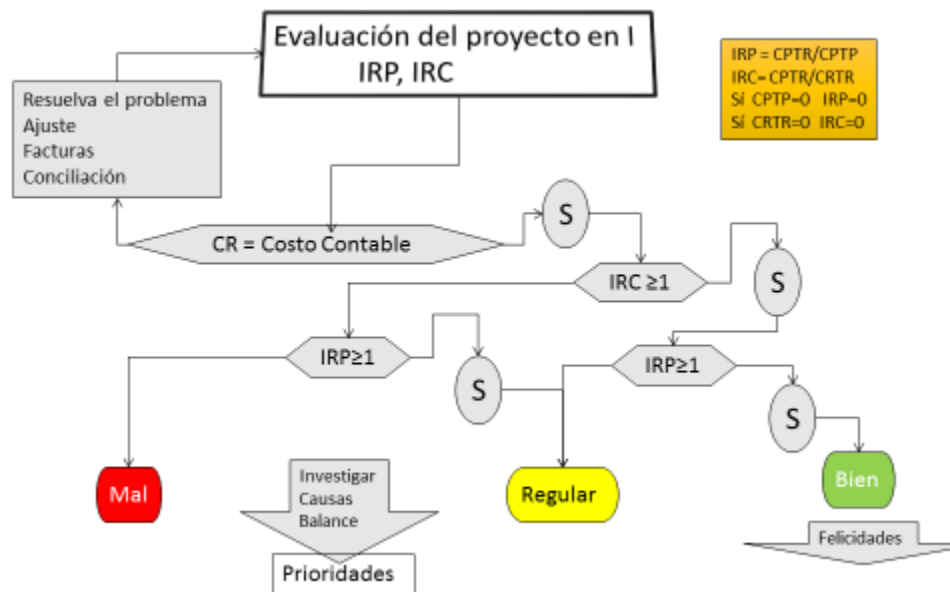 Evaluación del proyecto en I
IRP, IRC
IRP = CPTR/CPTP
IRC= CPTR/CRTR
Sí CPTP=0 IRP=0
Sí CRTR=0 IRC=0
Resuelva el problema
Ajuste
Facturas
Conciliación
S
CR = Costo Contable
IRC ≥1
S
IRP≥1
S
IRP≥1
S
Mal
Investigar
Causas
Balance
Prioridades
Regular
Bien
Felicidades